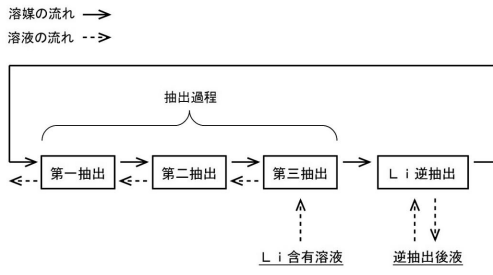 溶媒の流れ
溶液の流れ
抽出過程
第一抽出
第二抽出
第三抽出
Ｌｉ逆抽出
Ｌｉ含有溶液
逆抽出後液